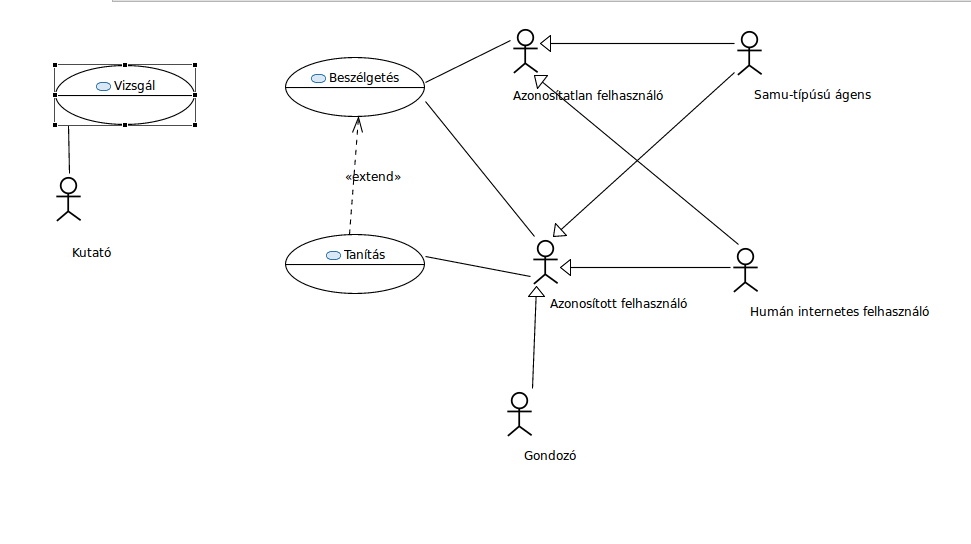 Vizsgál
Kutató
Beszélgetés
«extend»
Tanítás
Azonosítatlan felhasználó
Samu-típúsú ágens
Azonosított felhasználó
Humán internetes felhasználó
Gondozó